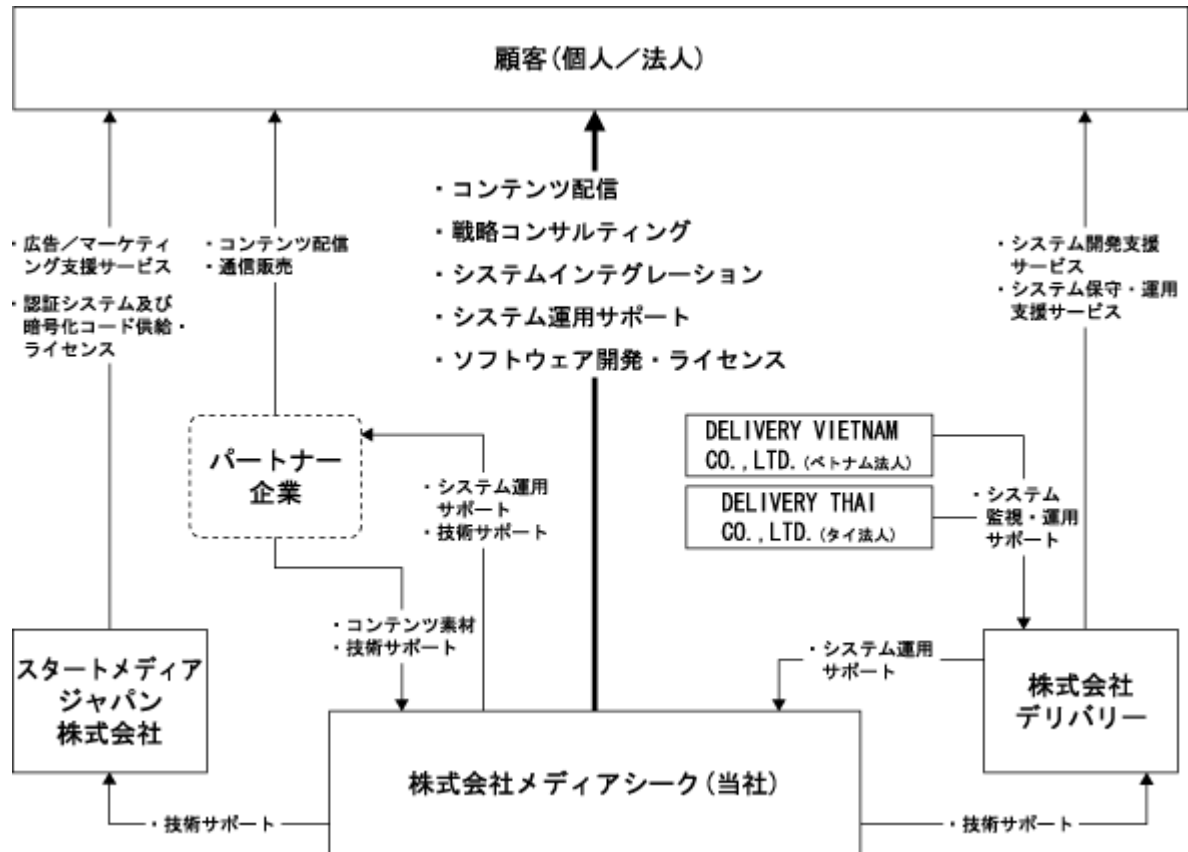 顧客(個人／法人)
・コンテンツ配信
・戦略コンサルティング
・システムインテグレーション
・システム運用サポート
・ソフトウェア開発・ライセンス
・広告／マーケティ
ング支援サービス
・認証システム及び
暗号化コード供給・
ライセンス
・コンテンツ配信
・通信販売
・システム開発支援
サービス
・システム保守・運用
支援サービス
パートナー
企業
・システム運用
サポート
・技術サポート
DELIVERY VIETNAM
CO.,LTD.(ベトナム法人)
DELIVERY THAI
CO.,LTD.(タイ法人)
・システム
監視・運用
サポート
・コンテンツ素材
・技術サポート
・システム運用
サポート
スタートメディア
ジャパン
株式会社
株式会社
デリバリー
株式会社メディアシーク(当社)
・技術サポート
・技術サポート